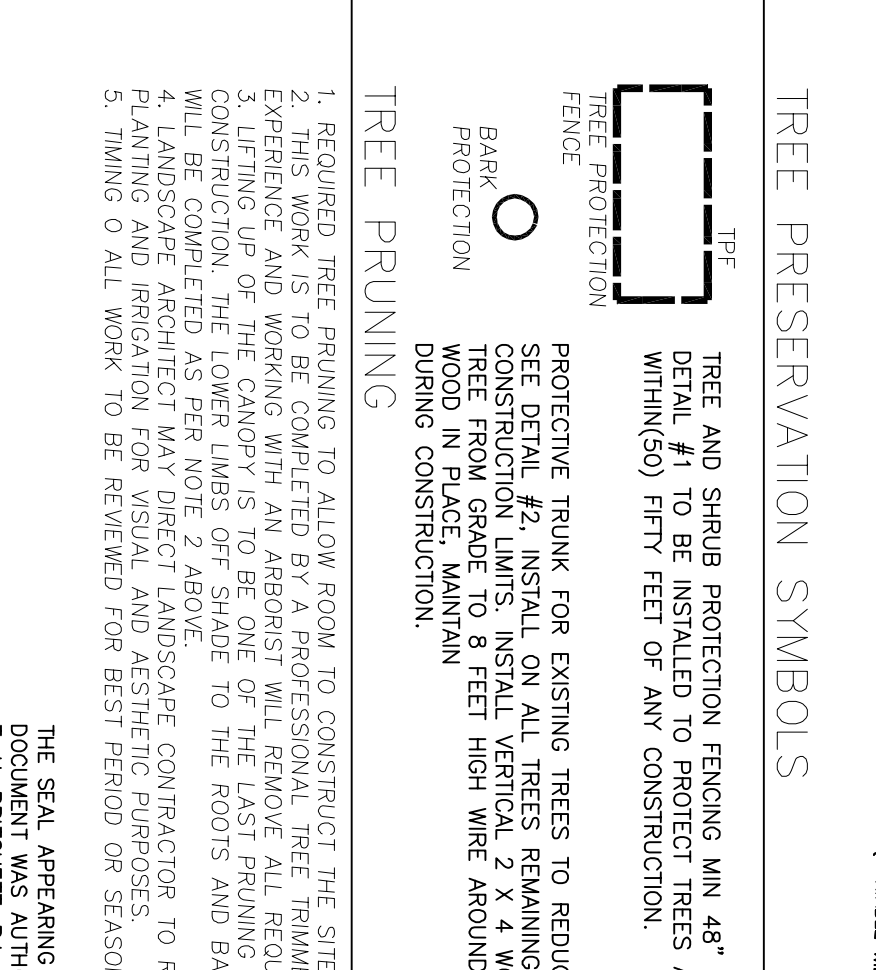 TREE PRESERVATION SYMBOLS
TPF
TREE PROTECTION
FENCE
TREE AND SHRUB PROTECTION FENCING MIN 48"
DETAIL #1 TO BE INSTALLED TO PROTECT TREES
WITHIN(50) FIFTY FEET OF ANY CONSTRUCTION.
BARK
PROTECTION
PROTECTIVE TRUNK FOR EXISTING TREES TO
SEE DETAIL #2, INSTALL ON ALL TREES REMAINING
CONSTRUCTION LIMITS. INSTALL VERTICAL 2 X 4
TREE FROM GRADE TO 8 FEET HIGH WIRE AROUND
WOOD IN PLACE, MAINTAIN
DURING CONSTRUCTION.
TREE PRUNING
1. REQUIRED TREE PRUNING TO ALLOW ROOM TO CONSTRUCT THE SITE
2. THIS WORK IS TO BE COMPLETED BY A PROFESSIONAL TREE
EXPERIENCE AND WORKING WITH AN ARBORIST WILL REMOVE ALL
3. LIFTING UP OF THE CANOPY IS TO BE ONE OF THE LAST PRUNING
CONSTRUCTION. THE LOWER LIMBS OFF SHADE TO THE ROOTS AND
WILL BE COMPLETED AS PER NOTE 2 ABOVE.
4. LANDSCAPE ARCHITECT MAY DIRECT LANDSCAPE CONTRACTOR TO
PLANTING AND IRRIGATION FOR VISUAL AND AESTHETIC PURPOSES.
5. TIMING O ALL WORK TO BE REVIEWED FOR BEST PERIOD OR
THE SEAL APPEARING
DOCUMENT WAS